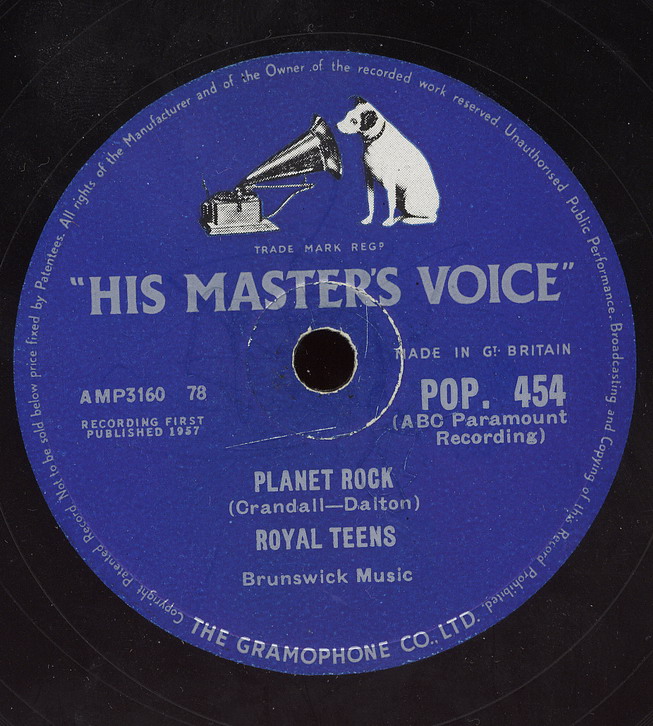 Copyright Patented Record Not to be sold below price fixed by Patentees. All rights of the Manufacturer and of the Owner of the recorded work reserved. Unauthorised Public Performance, Broadcasting and Copying of this Record Prohibited.
TRADE MARK REGD
"HIS MASTER'S VOICE"
MADE IN GT. BRITAIN
AMP3160 78
POP. 454
RECORDING FIRST
PUBLISHED 1957
(ABC Paramount
Recording)
PLANET ROCK
(Crandall—Dalton)
ROYAL TEENS
Brunswick Music
THE GRAMOPHONE CO., LTD.